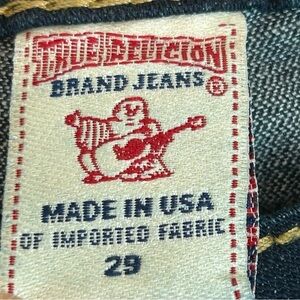 TRUE RELIGION
BRAND JEANS®
MADE IN USA
OF IMPORTED FABRIC
29